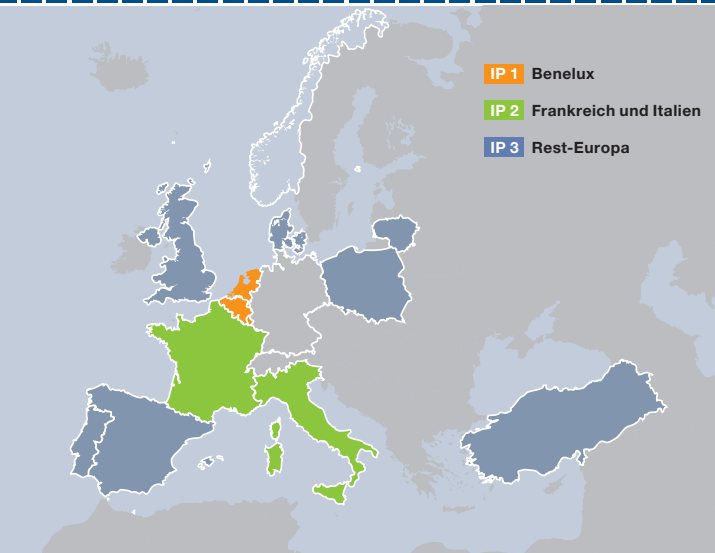 IP 1 Benelux
IP 2 Frankreich und Italien
IP 3 Rest-Europa